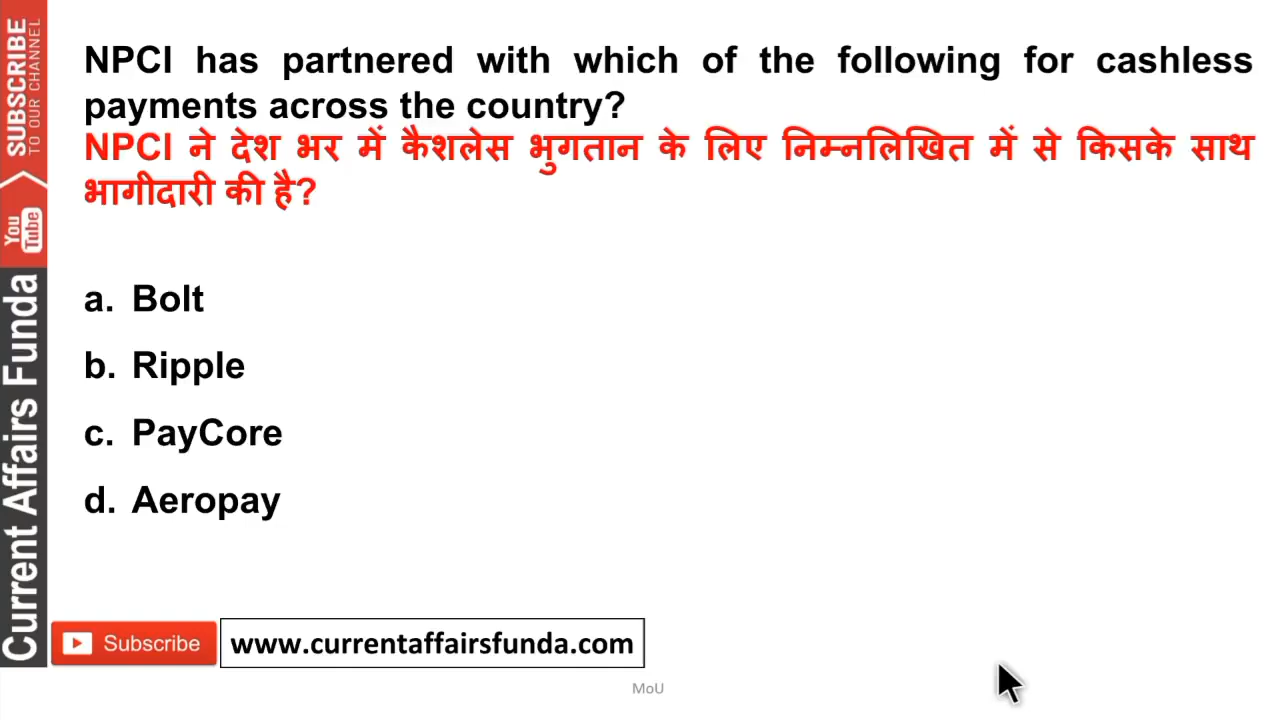 NPCI has partnered with which of the following for cashless
payments across the country?
NPCI ने देश भर में कैशलेस भुगतान के लिए निम्नलिखित में से किसके साथ
भागीदारी की है?
a. Bolt
b. Ripple
c. PayCore
d. Aeropay
SUBSCRIBE
TO OUR CHANNEL
You
Tube
Current Affairs Funda
Subscribe
www.currentaffairsfunda.com
MoU